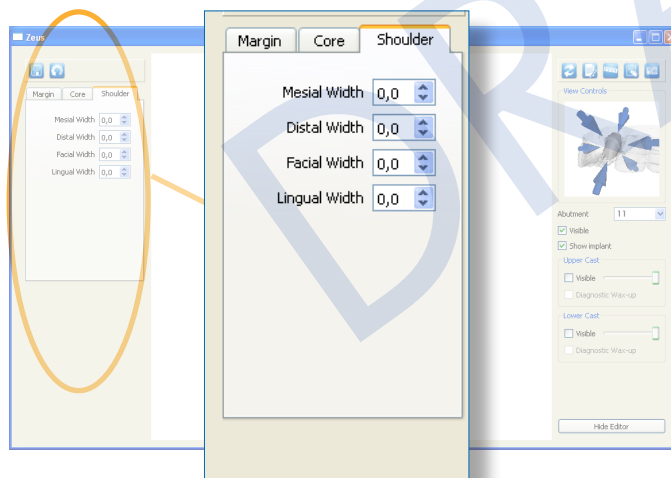 Zeus
Margin Core Shoulder
Mesial Width 0,0
Distal Width 0,0
Facial Width 0,0
Lingual Width 0,0
Margin Core Shoulder
Mesial Width 0,0
Distal Width 0,0
Facial Width 0,0
Lingual Width 0,0
View Controls
Abutment 11
Visible
Show implant
Upper Cast
Visible
Diagnostic Wax-up
Lower Cast
Visible
Diagnostic Wax-up
Hide Editor
DRA